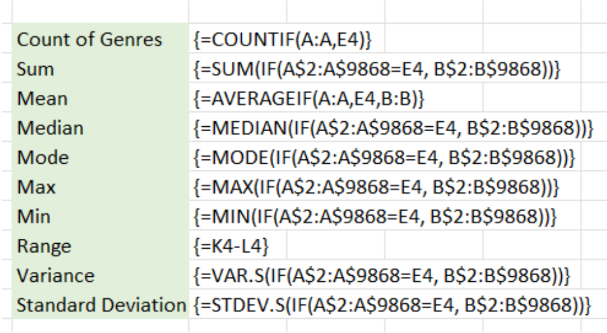 Count of Genres {=COUNTIF(A:A,E4)}
Sum {=SUM(IF(A$2:A$9868=E4, B$2:B$9868))}
Mean {=AVERAGEIF(A:A,E4,B:B)}
Median {=MEDIAN(IF(A$2:A$9868=E4, B$2:B$9868))}
Mode {=MODE(IF(A$2:A$9868=E4, B$2:B$9868))}
Max {=MAX(IF(A$2:A$9868=E4, B$2:B$9868))}
Min {=MIN(IF(A$2:A$9868=E4, B$2:B$9868))}
Range {=K4-L4}
Variance {=VAR.S(IF(A$2:A$9868=E4, B$2:B$9868))}
Standard Deviation {=STDEV.S(IF(A$2:A$9868=E4, B$2:B$9868))}